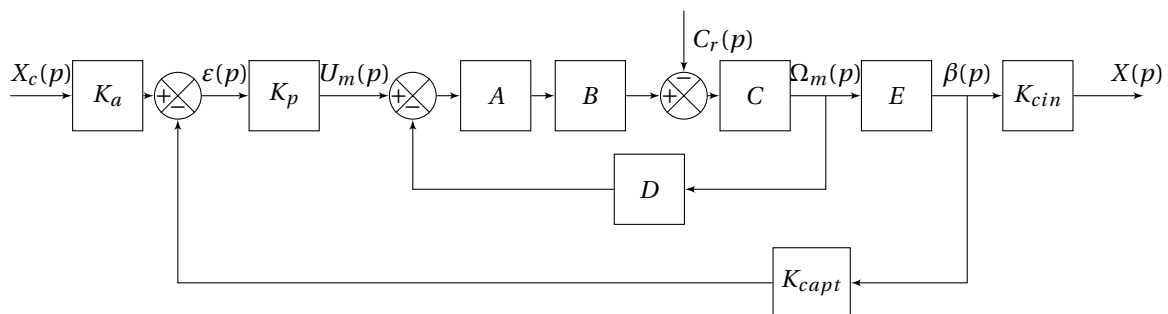 C_r(p)
X_c(p) ε(p) U_m(p) Ω_m(p) β(p) X(p)
K_a + − K_p + − A B + − C E K_cin
D
K_capt